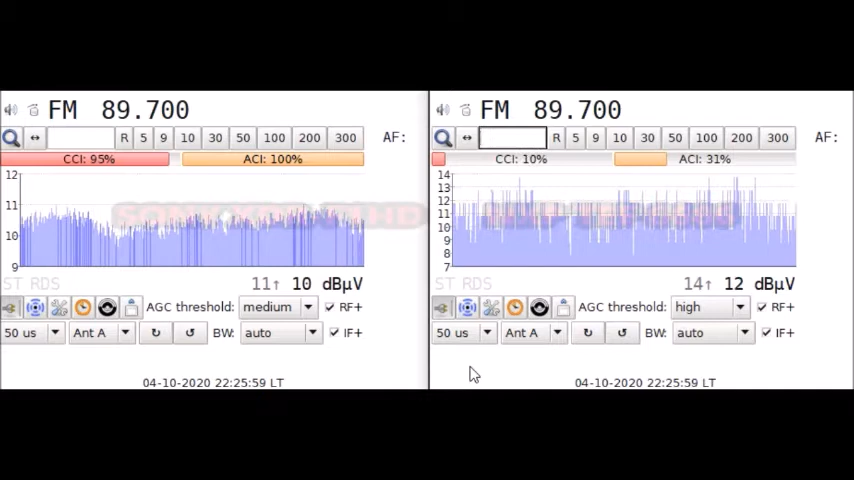 FM 89.700
R 5 9 10 30 50 100 200 300 AF:
CCI: 95% ACI: 100%
12
11
10
9
ST RDS 11↑ 10 dBµV
AGC threshold: medium RF+
50 us Ant A ↻ ↺ BW: auto IF+
04-10-2020 22:25:59 LT
FM 89.700
R 5 9 10 30 50 100 200 300 AF:
CCI: 10% ACI: 31%
14
13
12
11
10
9
8
7
ST RDS 14↑ 12 dBµV
AGC threshold: high RF+
50 us Ant A ↻ ↺ BW: auto IF+
04-10-2020 22:25:59 LT